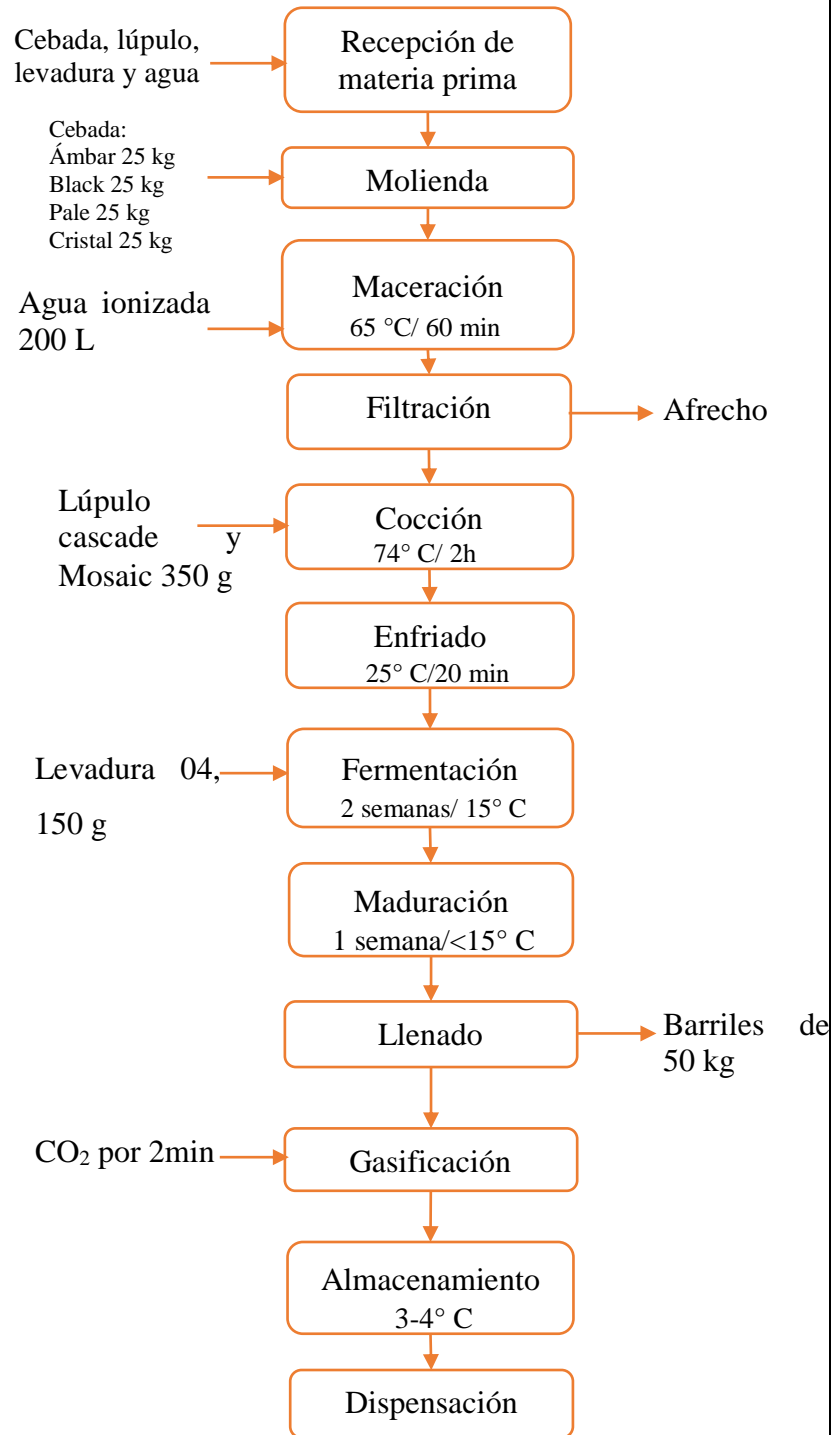 Cebada, lúpulo,
levadura y agua
Recepción de
materia prima
Cebada:
Ámbar 25 kg
Black 25 kg
Pale 25 kg
Cristal 25 kg
Molienda
Agua ionizada
200 L
Maceración
65 °C/ 60 min
Filtración
Afrecho
Lúpulo
cascade y
Mosaic 350 g
Cocción
74° C/ 2h
Enfriado
25° C/20 min
Levadura 04,
150 g
Fermentación
2 semanas/ 15° C
Maduración
1 semana/<15° C
Llenado
Barriles de
50 kg
CO₂ por 2min
Gasificación
Almacenamiento
3-4° C
Dispensación